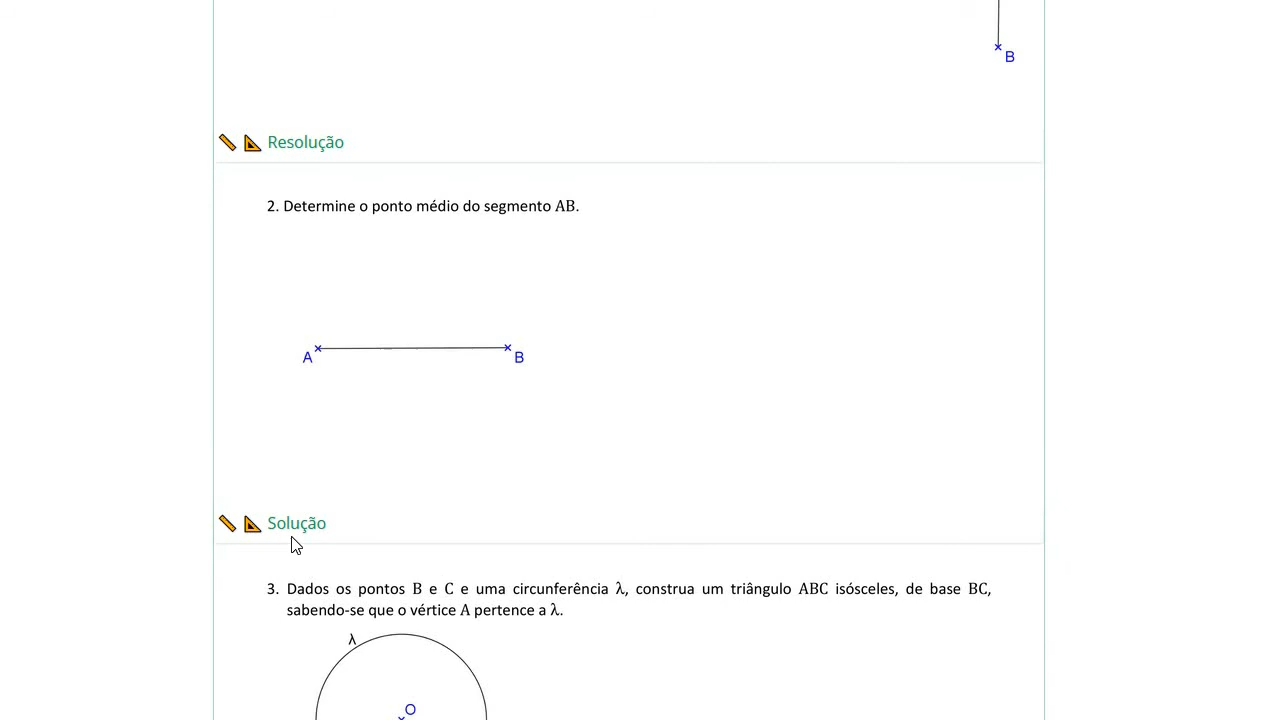 B
Resolução
2. Determine o ponto médio do segmento AB.
A
B
Solução
3. Dados os pontos B e C e uma circunferência λ, construa um triângulo ABC isósceles, de base BC,
sabendo-se que o vértice A pertence a λ.
λ
O